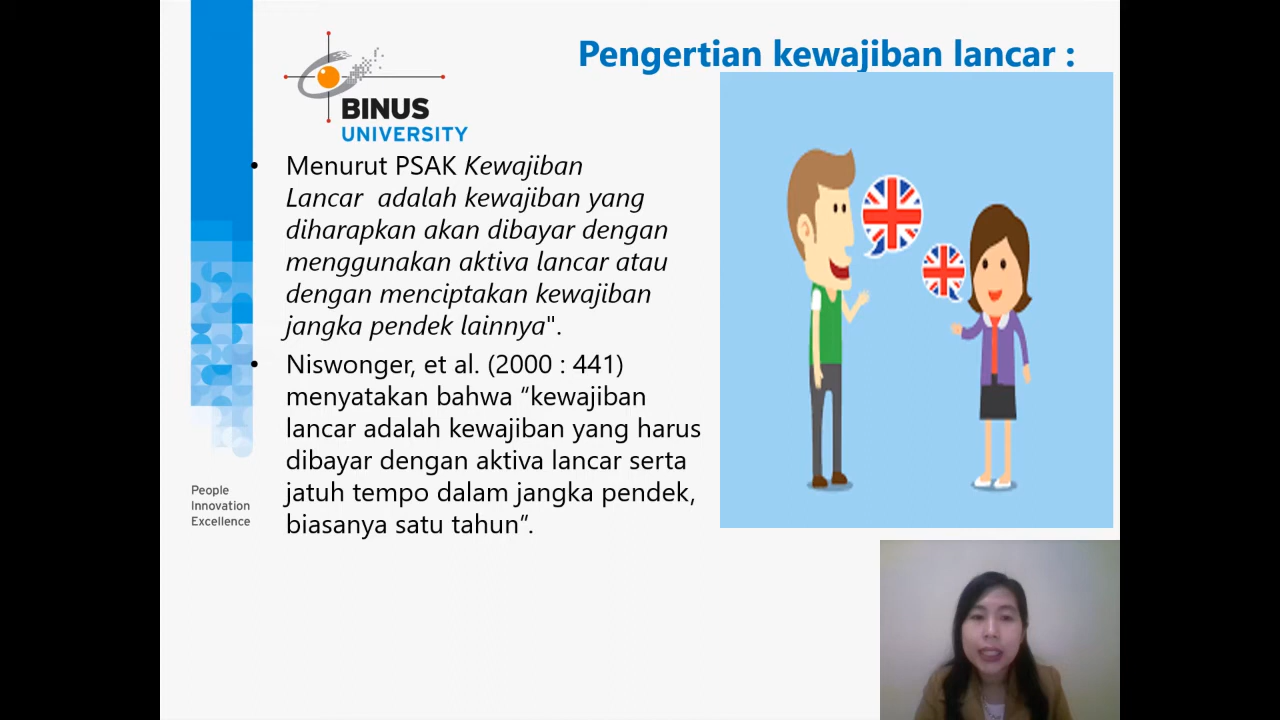 Pengertian kewajiban lancar :
BINUS
UNIVERSITY
• Menurut PSAK Kewajiban
Lancar  adalah kewajiban yang
diharapkan akan dibayar dengan
menggunakan aktiva lancar atau
dengan menciptakan kewajiban
jangka pendek lainnya".
• Niswonger, et al. (2000 : 441)
menyatakan bahwa “kewajiban
lancar adalah kewajiban yang harus
dibayar dengan aktiva lancar serta
jatuh tempo dalam jangka pendek,
biasanya satu tahun”.
People
Innovation
Excellence